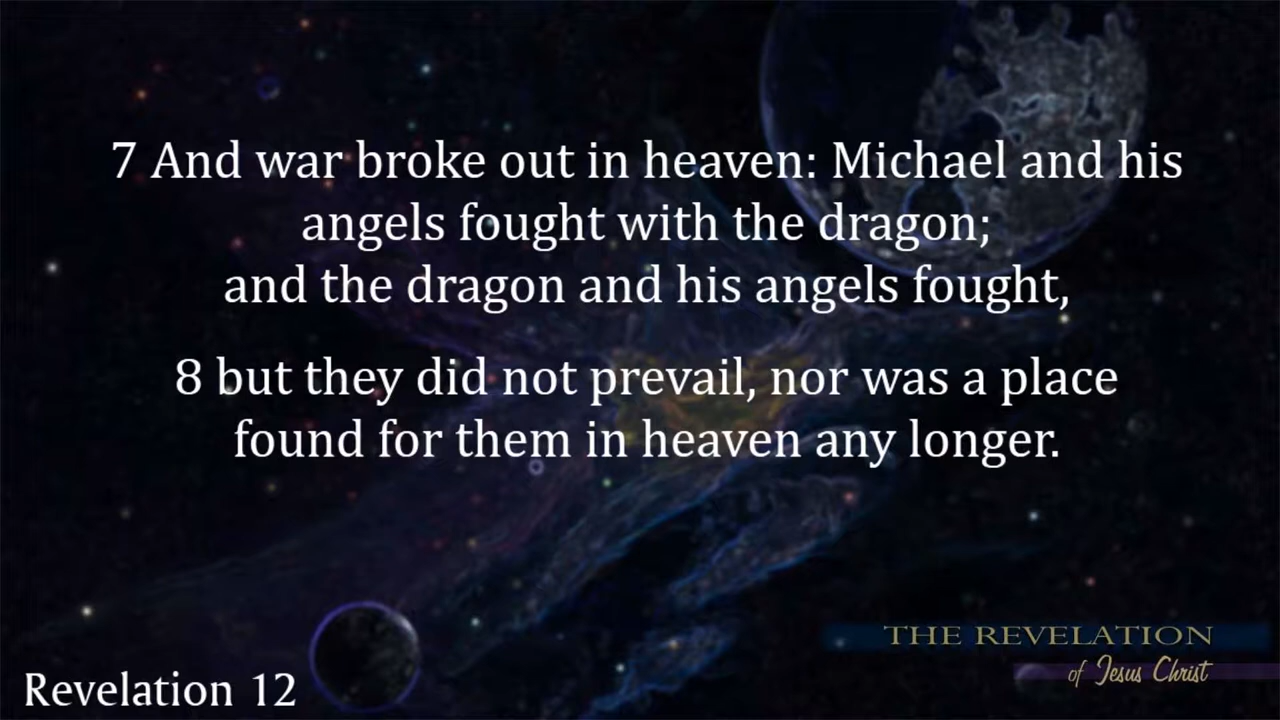 7 And war broke out in heaven: Michael and his
angels fought with the dragon;
and the dragon and his angels fought,
8 but they did not prevail, nor was a place
found for them in heaven any longer.
THE REVELATION
of Jesus Christ
Revelation 12